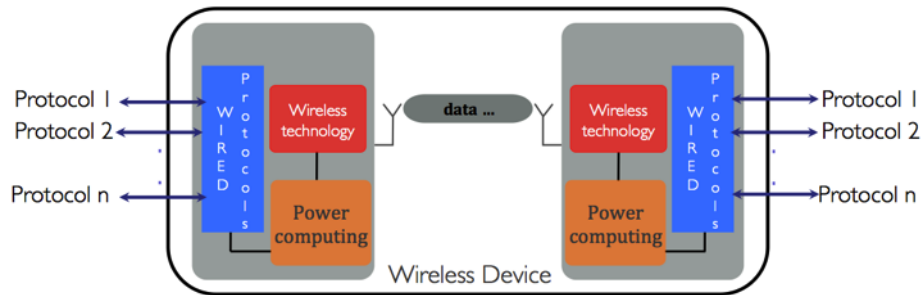 Protocol 1
Protocol 2
Protocol n
WIRED
Protocols
Wireless
technology
Power
computing
data ...
Wireless
technology
Power
computing
WIRED
Protocols
Protocol 1
Protocol 2
Protocol n
Wireless Device